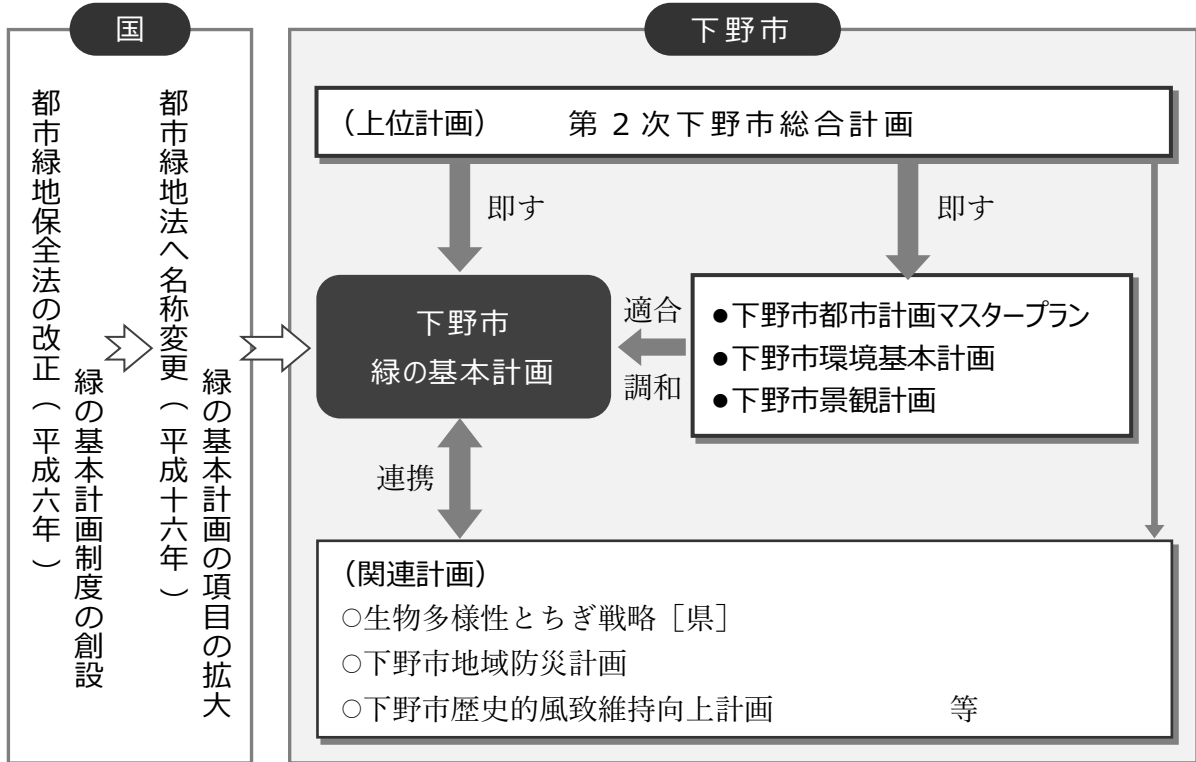 国
都市緑地保全法の改正（平成六年）
緑の基本計画制度の創設
都市緑地法へ名称変更（平成十六年）
緑の基本計画の項目の拡大
下野市
（上位計画）　第２次下野市総合計画
即す
即す
下野市
緑の基本計画
適合
調和
●下野市都市計画マスタープラン
●下野市環境基本計画
●下野市景観計画
連携
（関連計画）
○生物多様性とちぎ戦略［県］
○下野市地域防災計画
○下野市歴史的風致維持向上計画　等